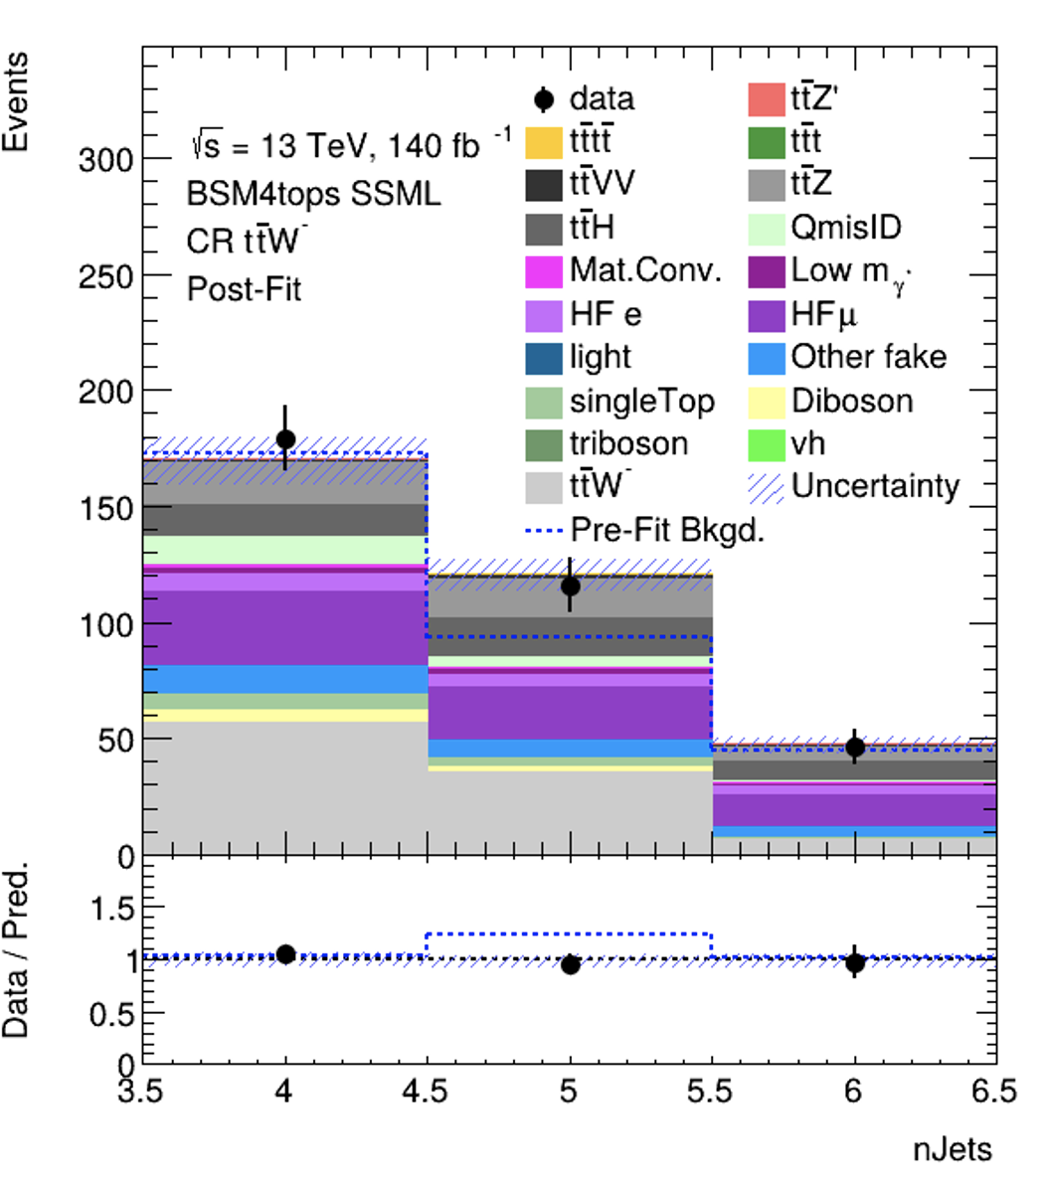 Events
300
250
200
150
100
50
0
√s = 13 TeV, 140 fb⁻¹
BSM4tops SSML
CR tt̄W⁻
Post-Fit
data
tt̄Z'
tt̄tt̄
tt̄t
tt̄VV
tt̄Z
tt̄H
QmisID
Mat.Conv.
Low m_γ*
HF e
HF μ
light
Other fake
singleTop
Diboson
triboson
vh
tt̄W⁻
Uncertainty
Pre-Fit Bkgd.
Data / Pred.
1.5
1
0.5
0
3.5 4 4.5 5 5.5 6 6.5
nJets